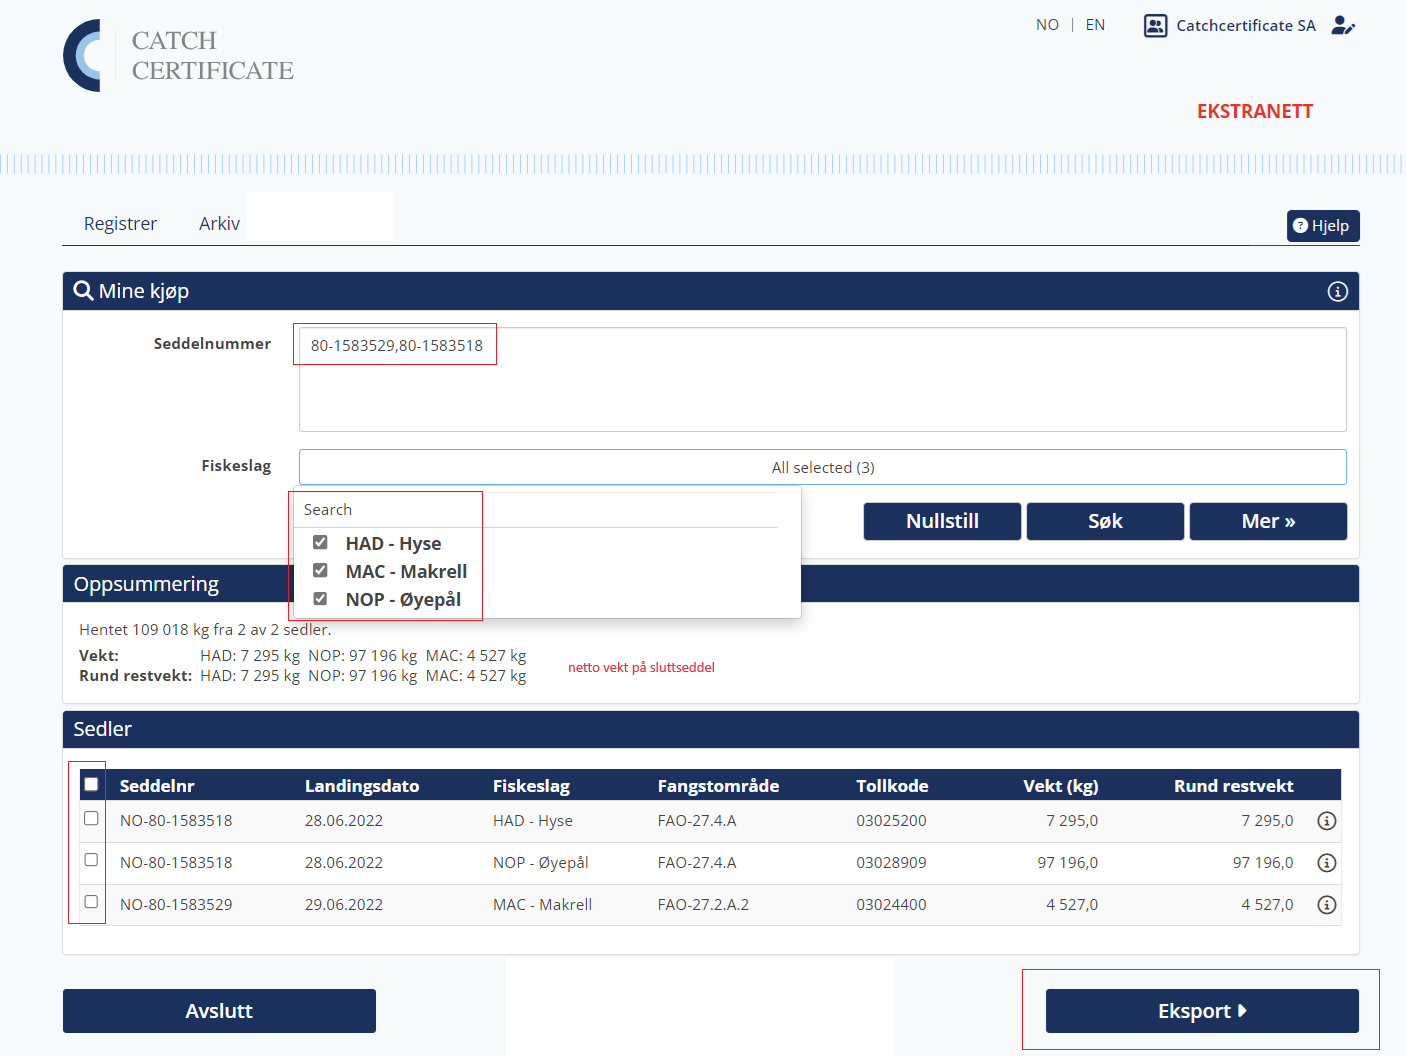 CATCH
CERTIFICATE
NO | EN Catchcertificate SA
EKSTRANETT
Registrer Arkiv
? Hjelp
Mine kjøp
Seddelnummer 80-1583529,80-1583518
Fiskeslag All selected (3)
Search
HAD - Hyse
MAC - Makrell
NOP - Øyepål
Nullstill Søk Mer »
Oppsummering
Hentet 109 018 kg fra 2 av 2 sedler.
Vekt: HAD: 7 295 kg NOP: 97 196 kg MAC: 4 527 kg
Rund restvekt: HAD: 7 295 kg NOP: 97 196 kg MAC: 4 527 kg
netto vekt på sluttseddel
Sedler
Seddelnr Landingsdato Fiskeslag Fangstområde Tollkode Vekt (kg) Rund restvekt
NO-80-1583518 28.06.2022 HAD - Hyse FAO-27.4.A 03025200 7 295,0 7 295,0
NO-80-1583518 28.06.2022 NOP - Øyepål FAO-27.4.A 03028909 97 196,0 97 196,0
NO-80-1583529 29.06.2022 MAC - Makrell FAO-27.2.A.2 03024400 4 527,0 4 527,0
Avslutt Eksport